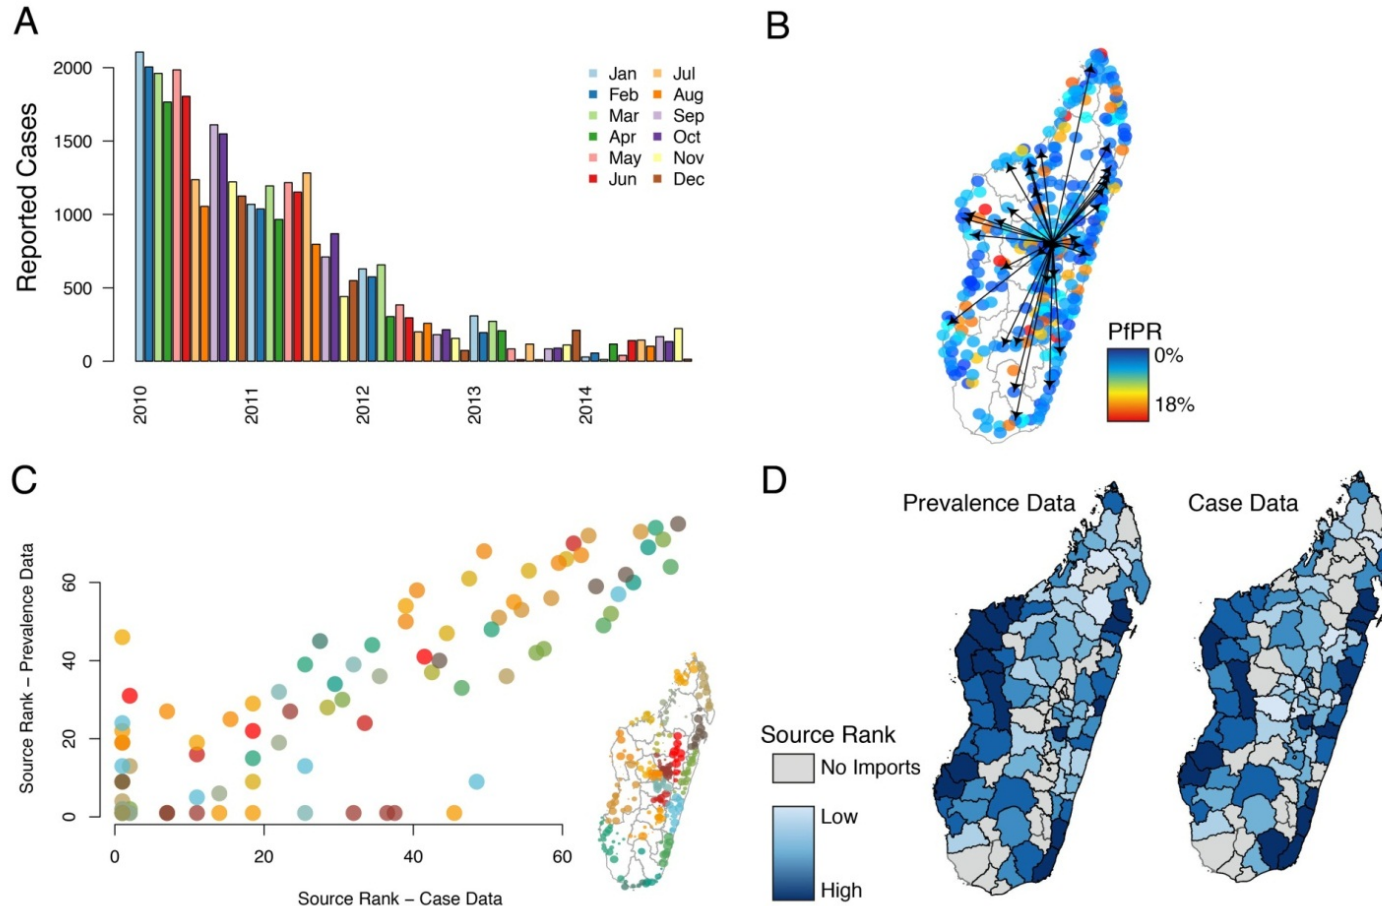 A
Reported Cases
2000
1500
1000
500
0
2010
2011
2012
2013
2014
Jan
Feb
Mar
Apr
May
Jun
Jul
Aug
Sep
Oct
Nov
Dec
B
PfPR
0%
18%
C
Source Rank – Prevalence Data
60
40
20
0
0
20
40
60
Source Rank – Case Data
D
Prevalence Data
Case Data
Source Rank
No Imports
Low
High